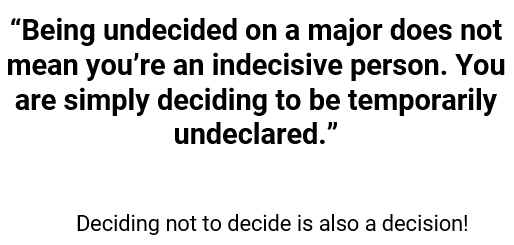 “Being undecided on a major does not
mean you’re an indecisive person. You
are simply deciding to be temporarily
undeclared.”
Deciding not to decide is also a decision!